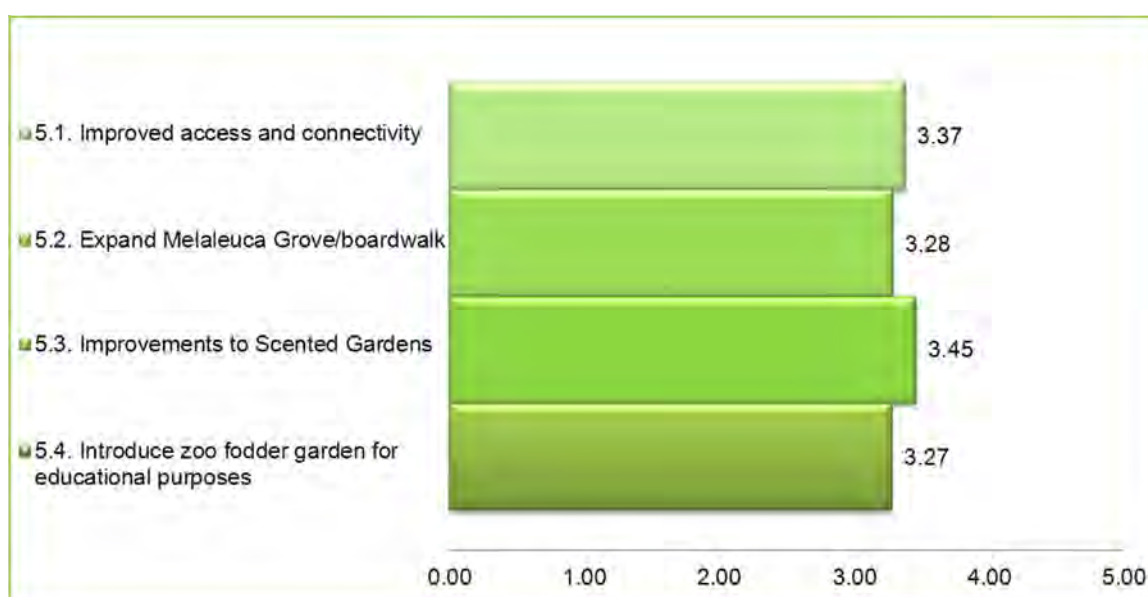 5.1. Improved access and connectivity
3.37
5.2. Expand Melaleuca Grove/boardwalk
3.28
5.3. Improvements to Scented Gardens
3.45
5.4. Introduce zoo fodder garden for
educational purposes
3.27
0.00 1.00 2.00 3.00 4.00 5.00